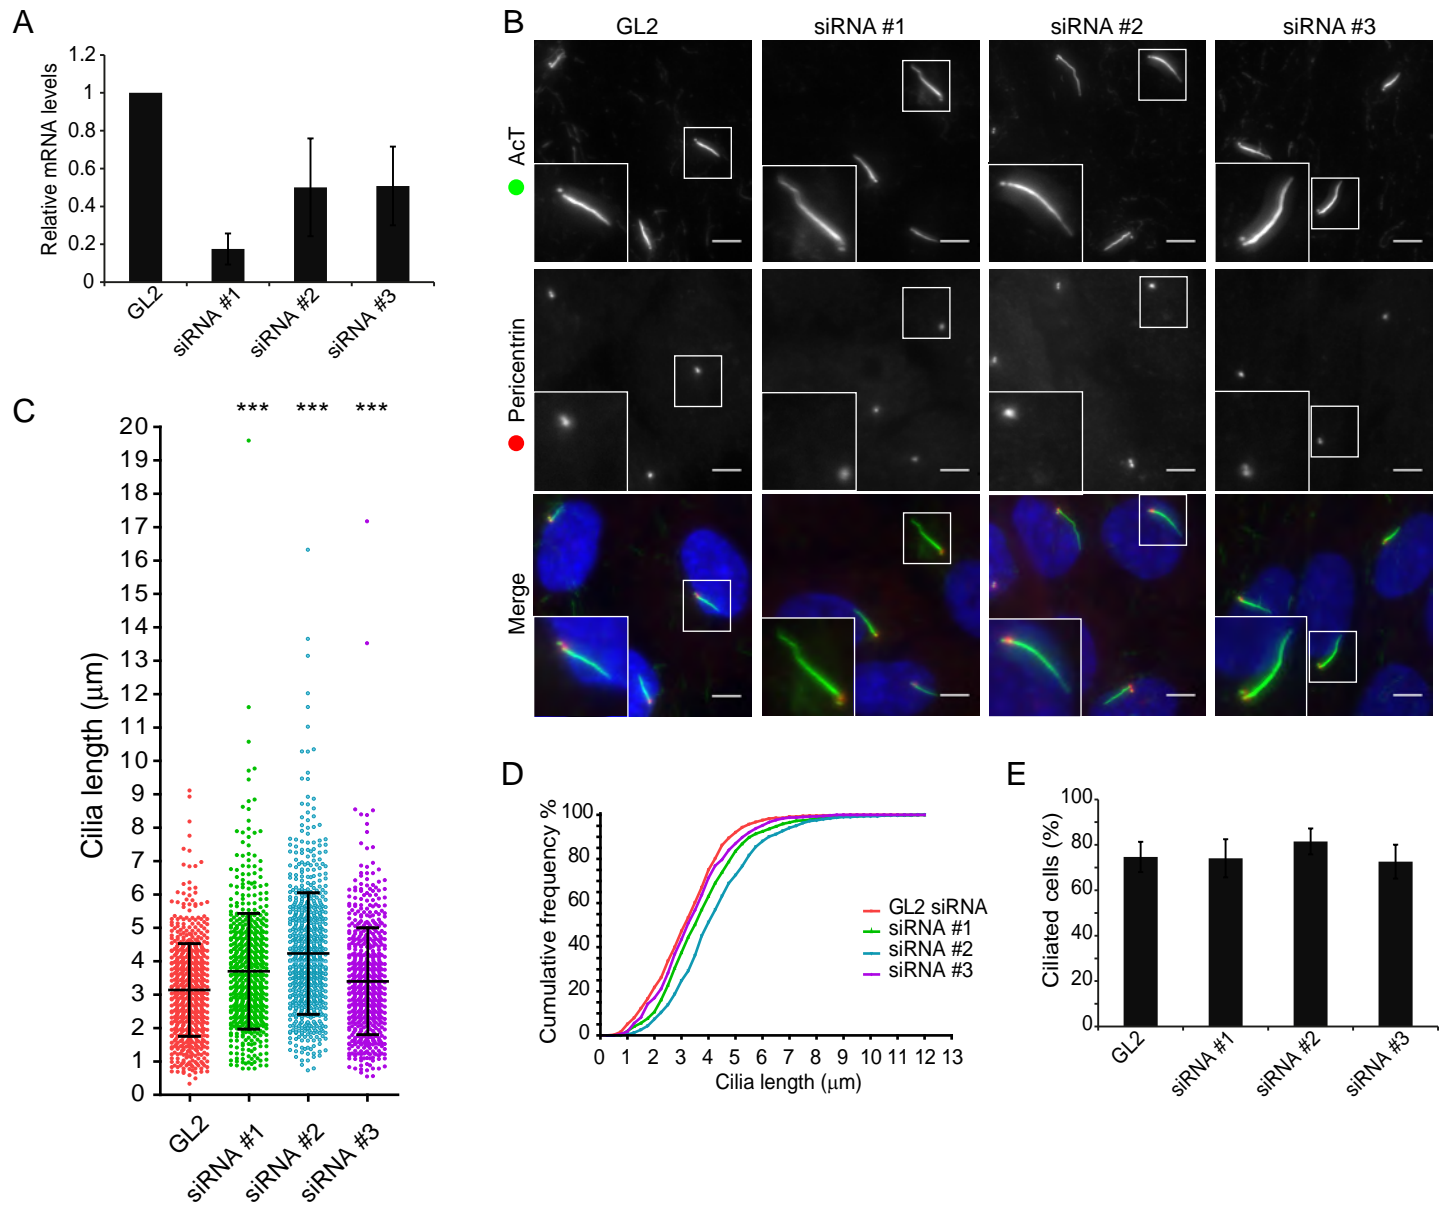 A
Relative mRNA levels
1.2
1
0.8
0.6
0.4
0.2
0
GL2
siRNA #1
siRNA #2
siRNA #3
B
GL2
siRNA #1
siRNA #2
siRNA #3
AcT
Pericentrin
Merge
C
*** *** ***
Cilia length (μm)
20
19
18
17
16
15
14
13
12
11
10
9
8
7
6
5
4
3
2
1
0
GL2
siRNA #1
siRNA #2
siRNA #3
D
Cumulative frequency %
100
80
60
40
20
0
0 1 2 3 4 5 6 7 8 9 10 11 12 13
Cilia length (μm)
GL2 siRNA
siRNA #1
siRNA #2
siRNA #3
E
Ciliated cells (%)
100
80
60
40
20
0
GL2
siRNA #1
siRNA #2
siRNA #3